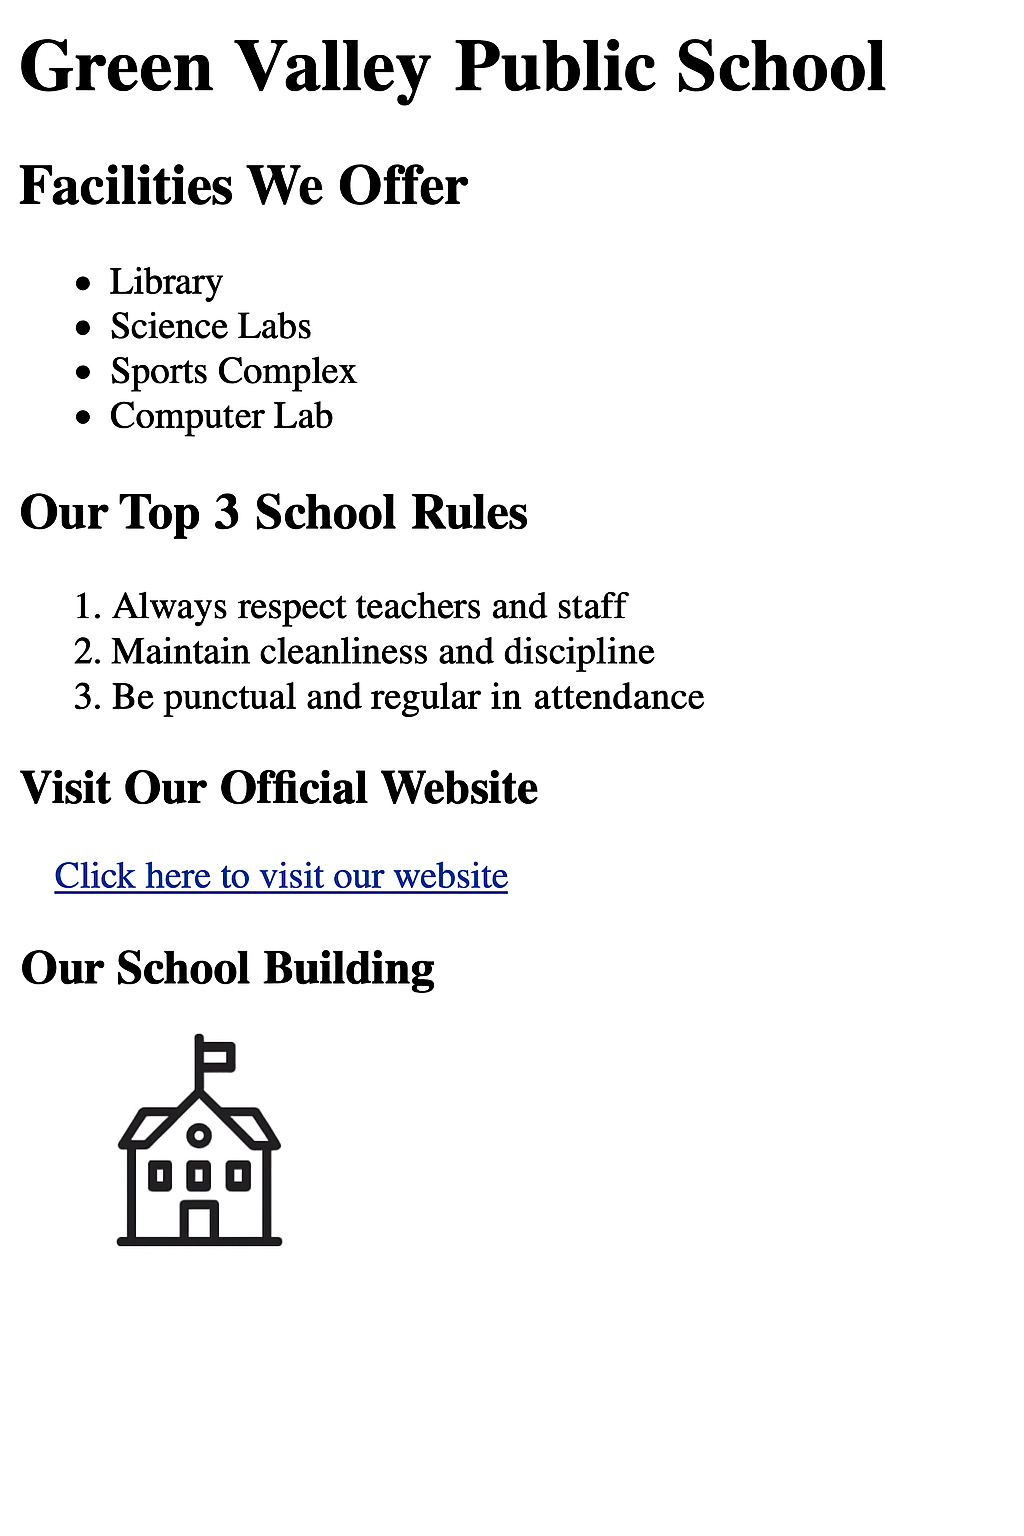 Green Valley Public School
Facilities We Offer
• Library
• Science Labs
• Sports Complex
• Computer Lab
Our Top 3 School Rules
1. Always respect teachers and staff
2. Maintain cleanliness and discipline
3. Be punctual and regular in attendance
Visit Our Official Website
Click here to visit our website
Our School Building